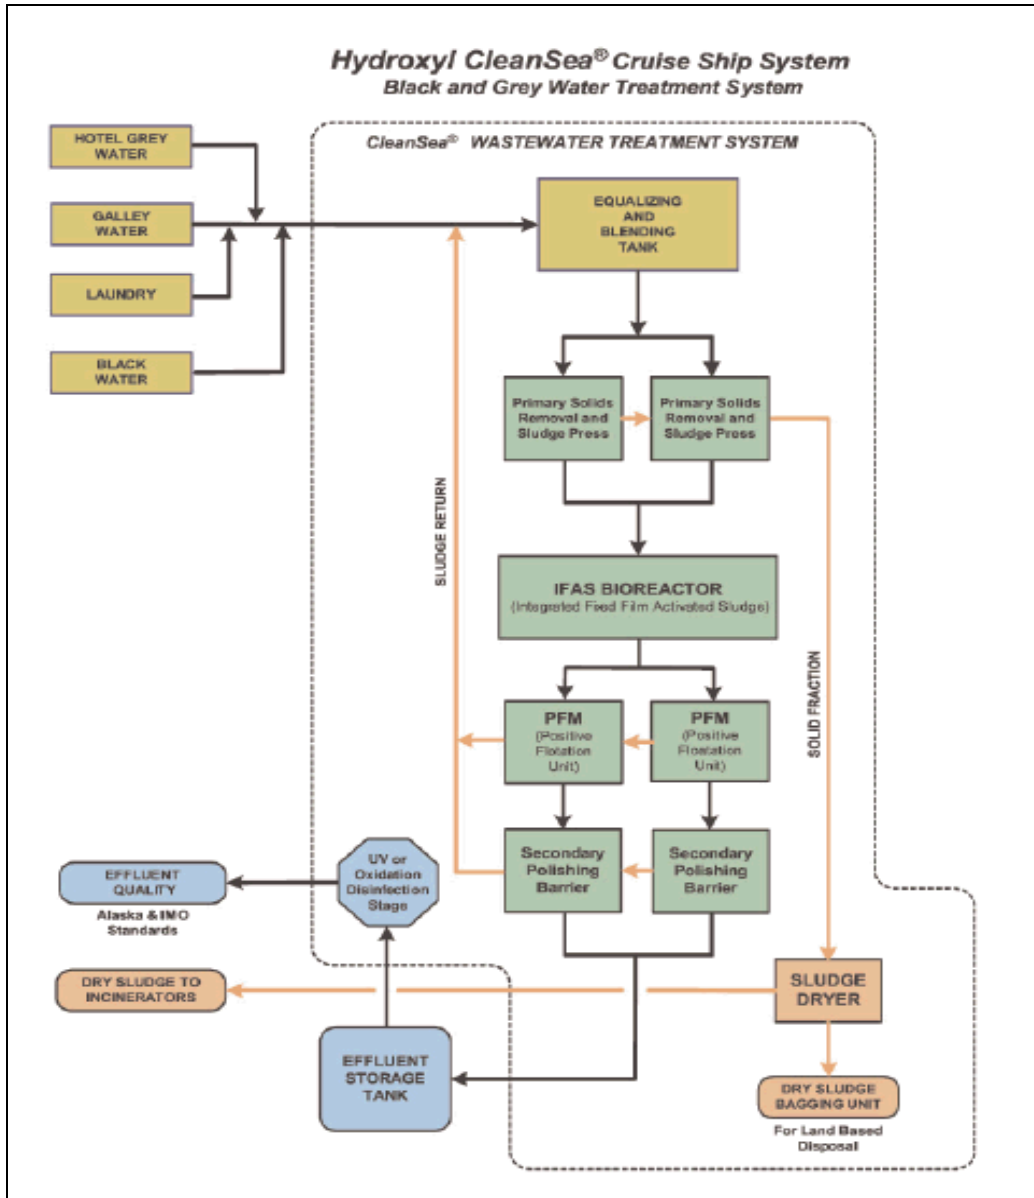 Hydroxyl CleanSea® Cruise Ship System
Black and Grey Water Treatment System
CleanSea® WASTEWATER TREATMENT SYSTEM
HOTEL GREY
WATER
GALLEY
WATER
LAUNDRY
BLACK
WATER
EQUALIZING
AND
BLENDING
TANK
Primary Solids
Removal and
Sludge Press
Primary Solids
Removal and
Sludge Press
SLUDGE RETURN
IFAS BIOREACTOR
(Integrated Fixed Film Activated Sludge)
SOLID FRACTION
PFM
(Positive
Flotation
Unit)
PFM
(Positive
Floatation
Unit)
Secondary
Polishing
Barrier
Secondary
Polishing
Barrier
UV or
Oxidation
Disinfection
Stage
EFFLUENT
QUALITY
Alaska & IMO
Standards
DRY SLUDGE TO
INCINERATORS
SLUDGE
DRYER
EFFLUENT
STORAGE
TANK
DRY SLUDGE
BAGGING UNIT
For Land Based
Disposal